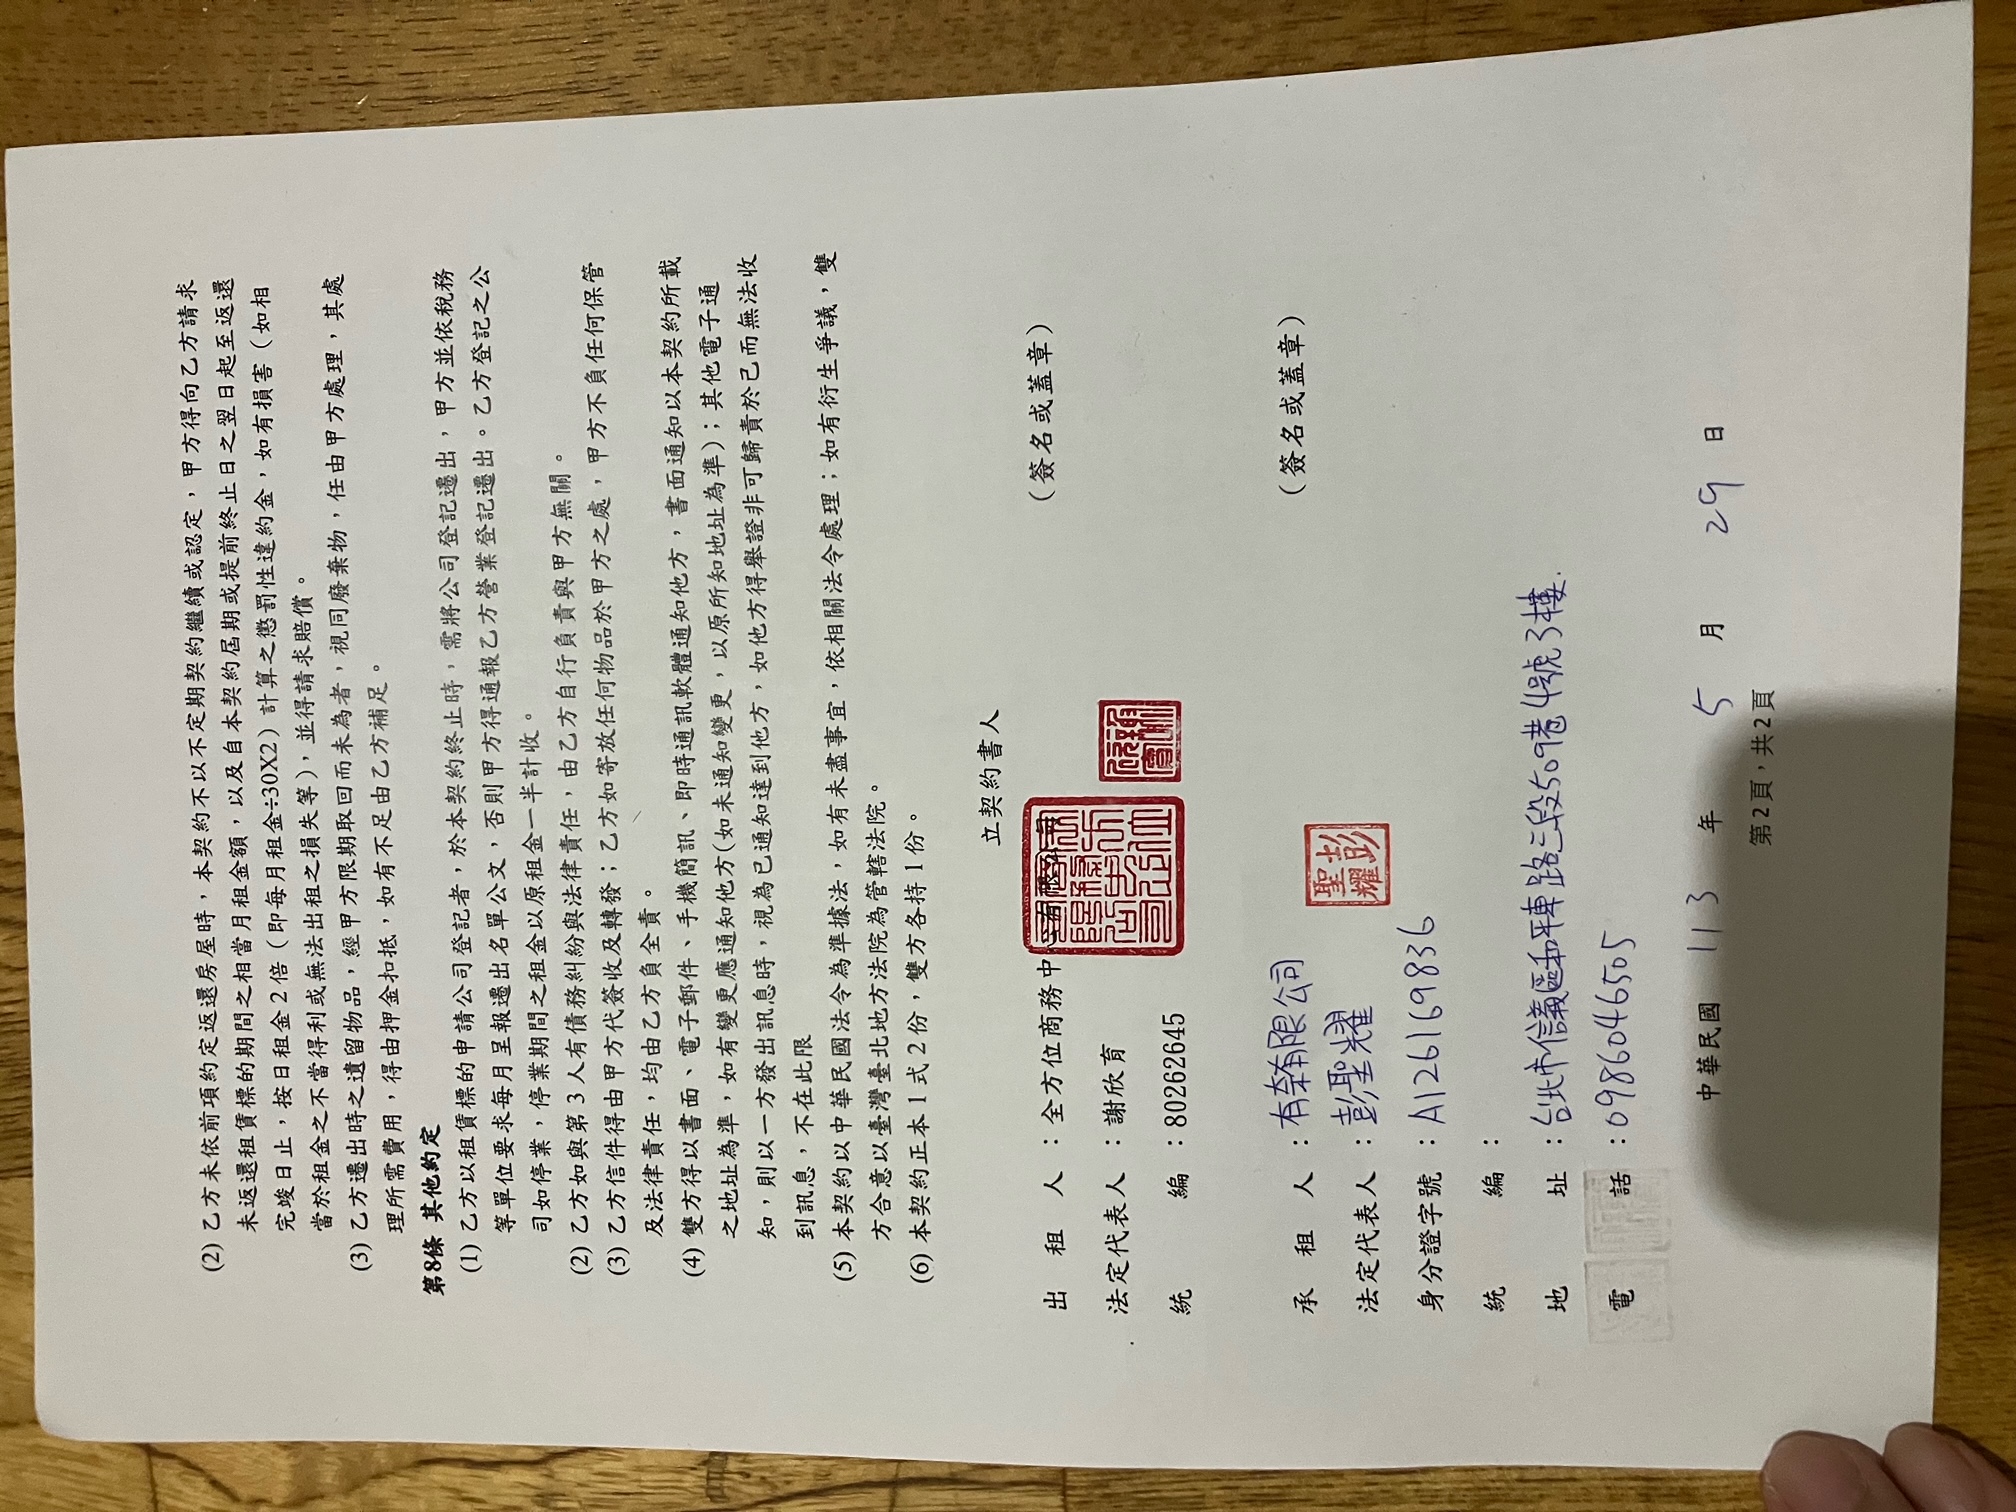 (2) 乙方未依前項約定返還房屋時，本契約不以不定期契約繼續或認定，甲方得向乙方請求
未返還租賃標的期間之相當月租金額，以及自本契約屆期或提前終止日之翌日起至返還
完竣日止，按日租金2倍（即每月租金÷30X2）計算之懲罰性違約金，如有損害（如相
當於租金之不當得利或無法出租之損失等），並得請求賠償。
(3) 乙方遷出時之遺留物品，經甲方限期取回而未為者，視同廢棄物，任由甲方處理，其處
理所需費用，得由押金扣抵，如有不足由乙方補足。
第8條 其他約定
(1) 乙方以租賃標的申請公司登記者，於本契約終止時，需將公司登記遷出，甲方並依稅務
等單位要求每月呈報遷出名單公文，否則甲方得通報乙方營業登記遷出。乙方登記之公
司如停業，停業期間之租金以原租金一半計收。
(2) 乙方如與第3人有債務糾紛與法律責任，由乙方自行負責與甲方無關。
(3) 乙方信件得由甲方代簽收及轉發；乙方如寄放任何物品於甲方之處，甲方不負任何保管
及法律責任，均由乙方負全責。
(4) 雙方得以書面、電子郵件、手機簡訊、即時通訊軟體通知他方，書面通知以本契約所載
之地址為準，如有變更應通知他方(如未通知變更，以原所知地址為準)；其他電子通
知，則以一方發出訊息時，視為已通知達到他方，如他方得舉證非可歸責於己而無法收
到訊息，不在此限
(5) 本契約以中華民國法令為準據法，如有未盡事宜，依相關法令處理；如有衍生爭議，雙
方合意以臺灣臺北地方法院為管轄法院。
(6) 本契約正本1式2份，雙方各持1份。
立契約書人
出租人：全方位商務中心有限公司 （簽名或蓋章）
全方位商務中心有限公司
法定代表人：謝欣育
統編：80262645
承租人：有奈有限公司 （簽名或蓋章）
法定代表人：彭聖耀
彭聖耀
身分證字號：A126169836
統編：
地址：台北市信義區和平東路三段509巷4號3樓.
電話：0986046505
中華民國 113 年 5 月 29 日
第2頁，共2頁